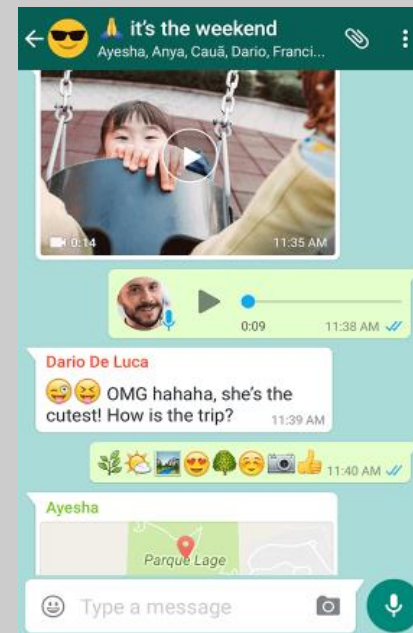 🙏 it's the weekend
Ayesha, Anya, Cauã, Dario, Franci...
0:14 11:35 AM
0:09 11:38 AM
Dario De Luca
😜😝 OMG hahaha, she's the
cutest! How is the trip? 11:39 AM
🌿🌤️🏞️😍🌳☺️📷👍 11:40 AM
Ayesha
Parque Lage
Type a message